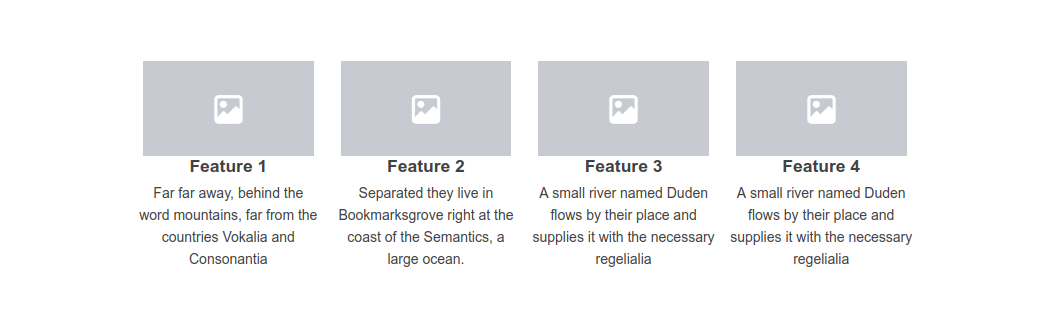 Feature 1
Far far away, behind the
word mountains, far from the
countries Vokalia and
Consonantia
Feature 2
Separated they live in
Bookmarksgrove right at the
coast of the Semantics, a
large ocean.
Feature 3
A small river named Duden
flows by their place and
supplies it with the necessary
regelialia
Feature 4
A small river named Duden
flows by their place and
supplies it with the necessary
regelialia